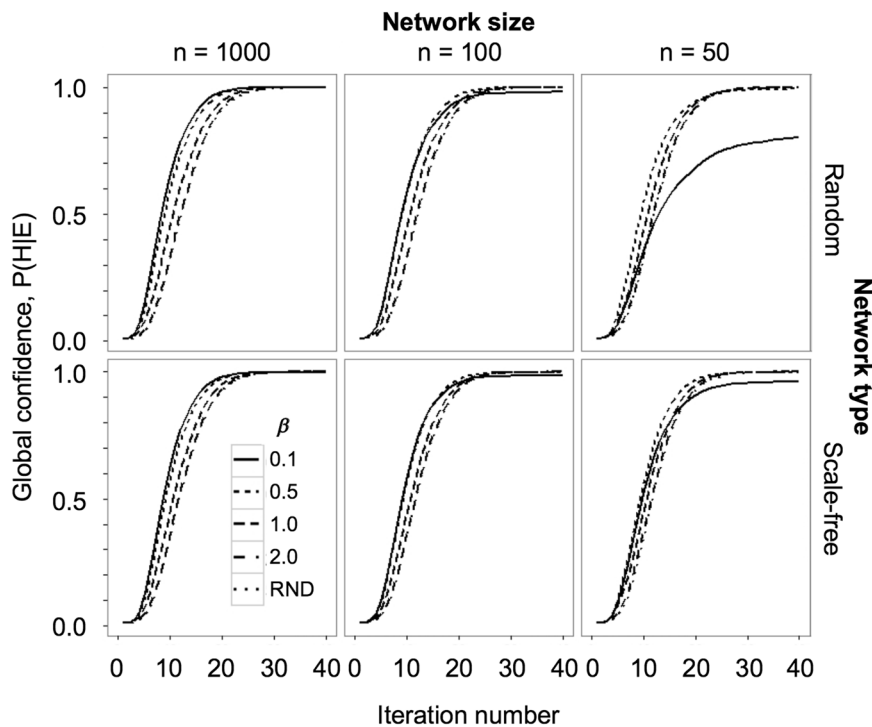 Network size
n = 1000
n = 100
n = 50
Global confidence, P(H|E)
1.0
0.5
0.0
Random
1.0
0.5
0.0
Scale-free
Network type
β
0.1
0.5
1.0
2.0
RND
0 10 20 30 40
0 10 20 30 40
0 10 20 30 40
Iteration number